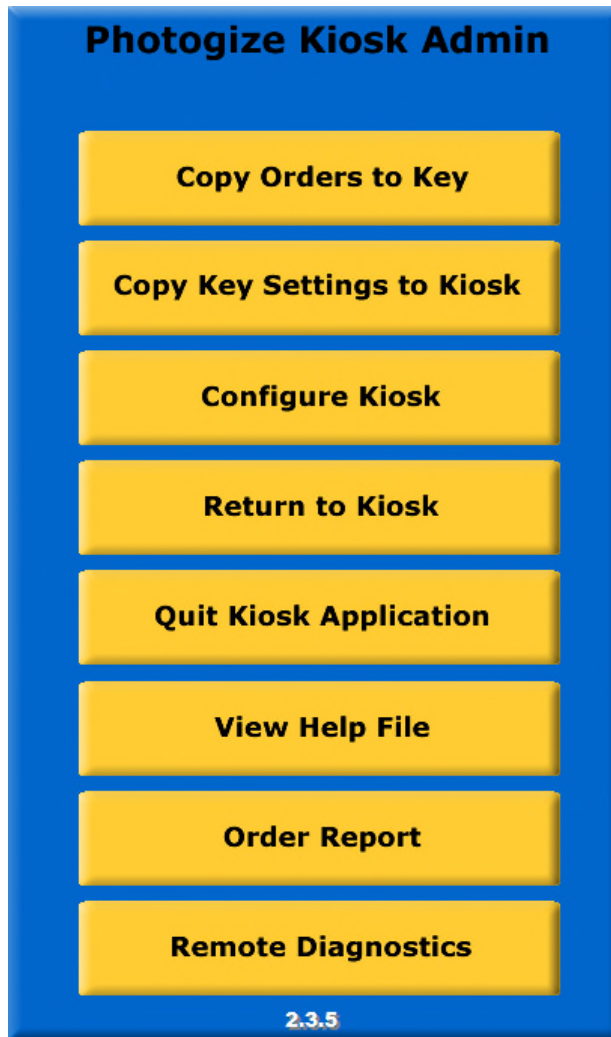 Photogize Kiosk Admin
Copy Orders to Key
Copy Key Settings to Kiosk
Configure Kiosk
Return to Kiosk
Quit Kiosk Application
View Help File
Order Report
Remote Diagnostics
2.3.5